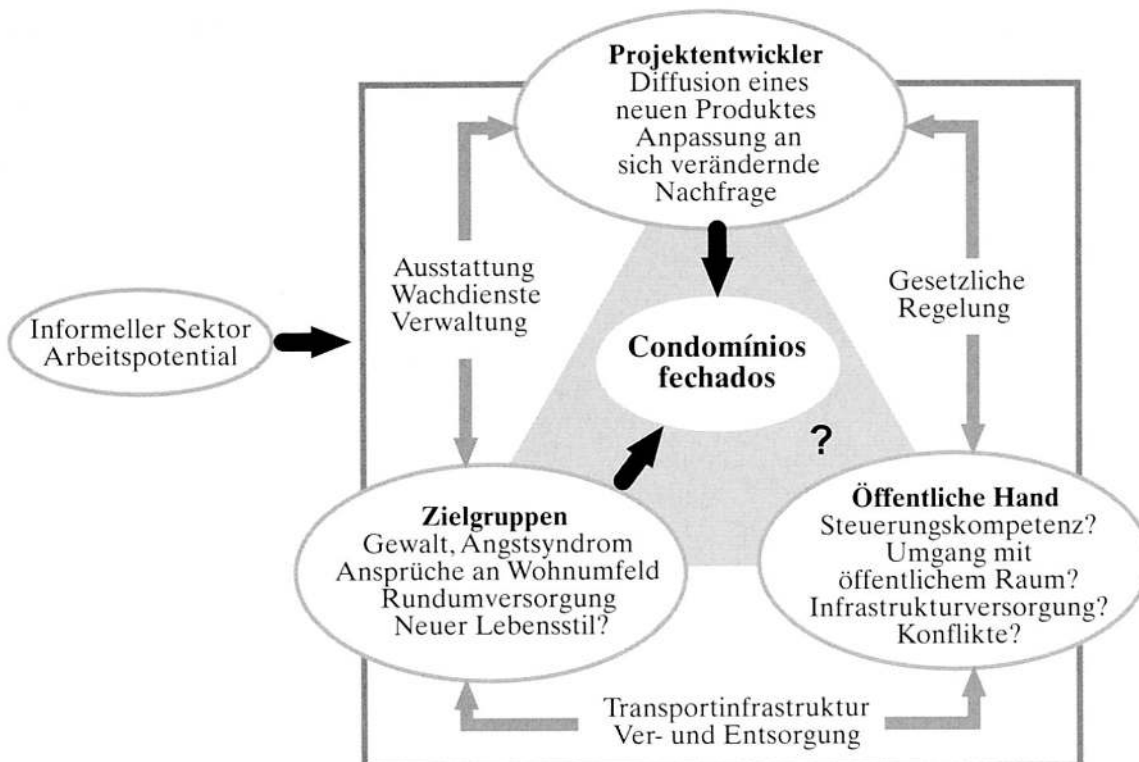 Projektentwickler
Diffusion eines
neuen Produktes
Anpassung an
sich verändernde
Nachfrage
Ausstattung
Wachdienste
Verwaltung
Gesetzliche
Regelung
Informeller Sektor
Arbeitspotential
Condomínios
fechados
?
Zielgruppen
Gewalt, Angstsyndrom
Ansprüche an Wohnumfeld
Rundumversorgung
Neuer Lebensstil?
Öffentliche Hand
Steuerungskompetenz?
Umgang mit
öffentlichem Raum?
Infrastrukturversorgung?
Konflikte?
Transportinfrastruktur
Ver- und Entsorgung